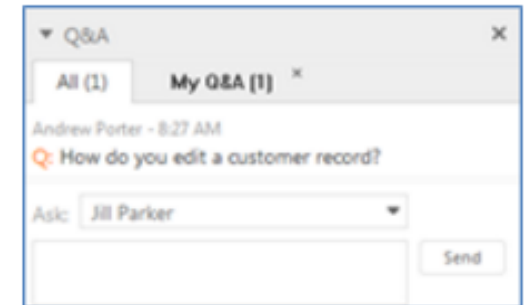 Q&A
All (1) My Q&A (1)
Andrew Porter - 8:27 AM
Q: How do you edit a customer record?
Ask: Jill Parker
Send